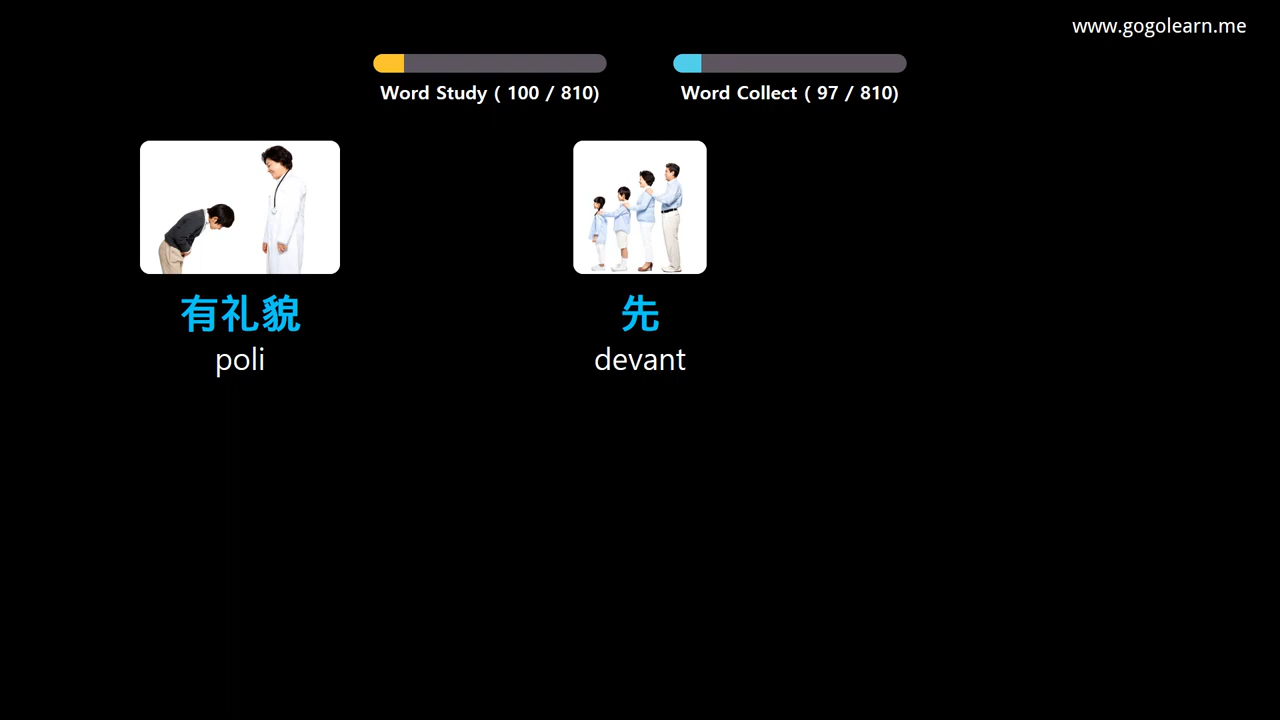 www.gogolearn.me
Word Study ( 100 / 810)
Word Collect ( 97 / 810)
有礼貌
poli
先
devant